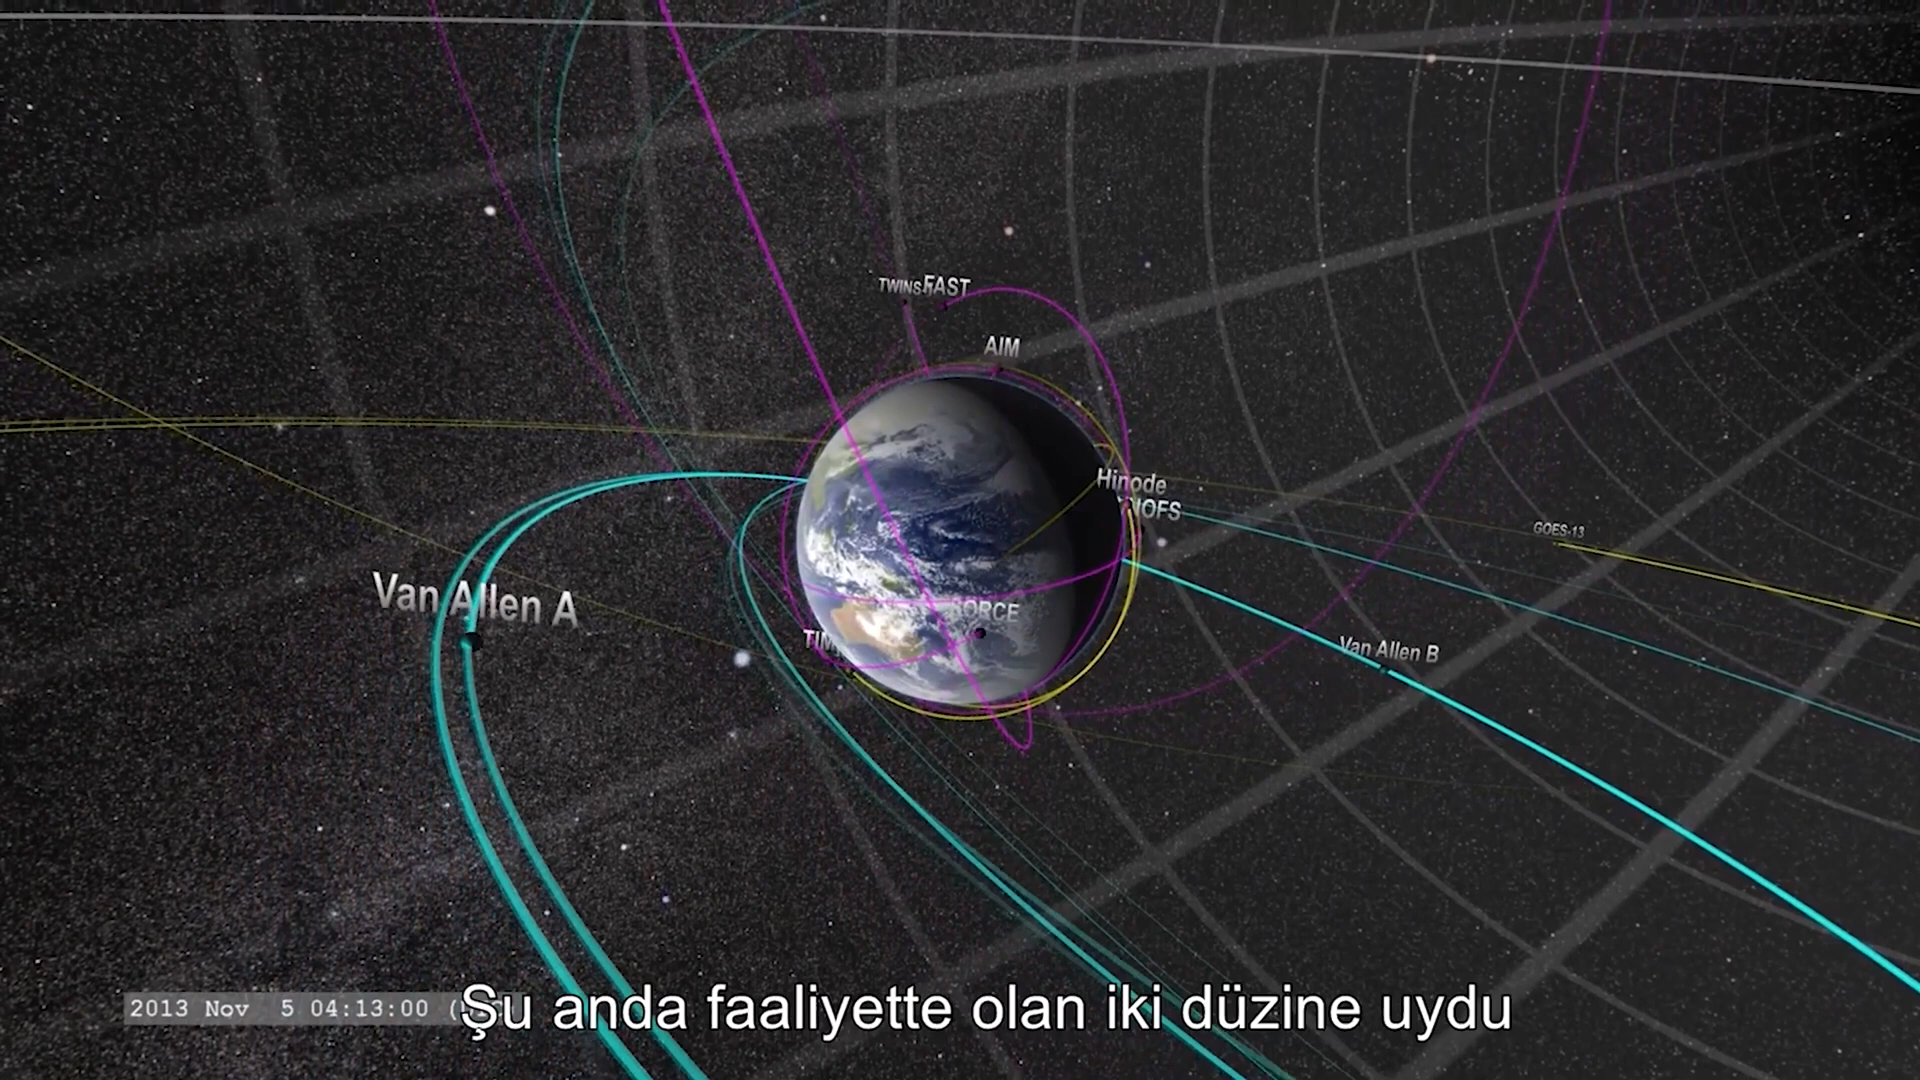 TWINS
FAST
AIM
Hinode
GOES-13
Van Allen A
Van Allen B
2013 Nov 5 04:13:00
Şu anda faaliyette olan iki düzine uydu